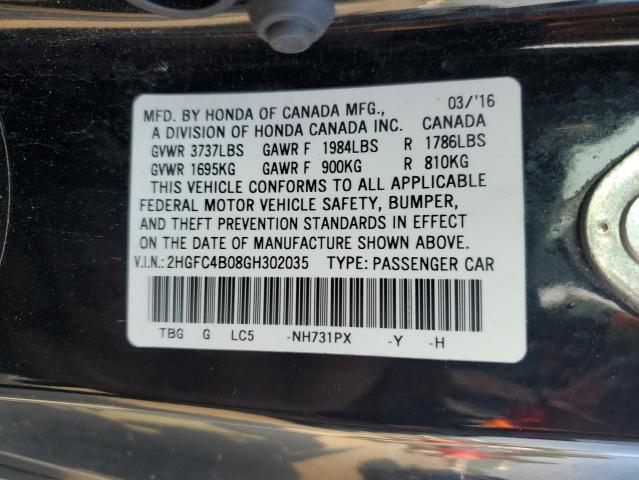 MFD. BY HONDA OF CANADA MFG., 03/'16
A DIVISION OF HONDA CANADA INC. CANADA
GVWR 3737LBS GAWR F 1984LBS R 1786LBS
GVWR 1695KG GAWR F 900KG R 810KG
THIS VEHICLE CONFORMS TO ALL APPLICABLE
FEDERAL MOTOR VEHICLE SAFETY, BUMPER,
AND THEFT PREVENTION STANDARDS IN EFFECT
ON THE DATE OF MANUFACTURE SHOWN ABOVE.
V.I.N.: 2HGFC4B08GH302035 TYPE: PASSENGER CAR
TBG G LC5 -NH731PX -Y -H